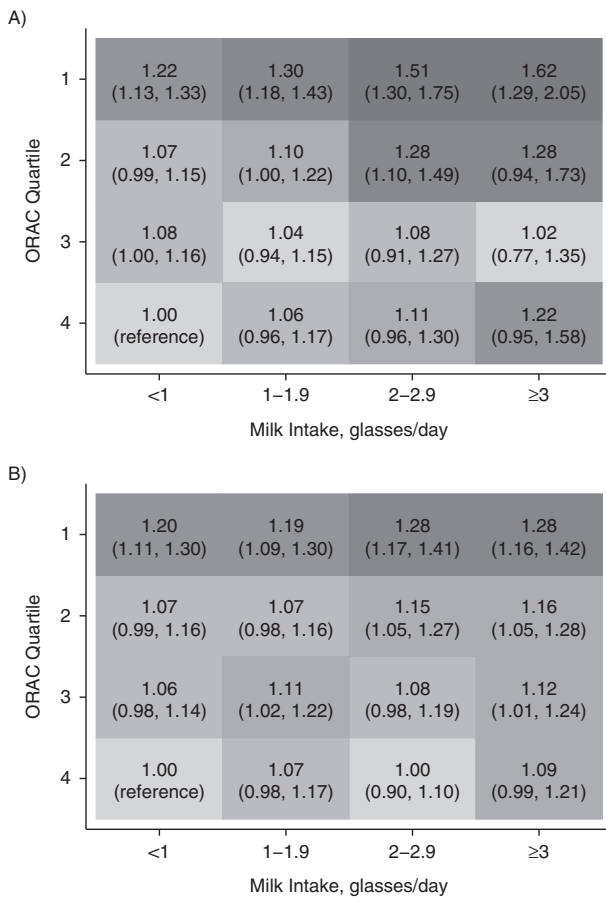 A)
ORAC Quartile
1
1.22 1.30 1.51 1.62
(1.13, 1.33) (1.18, 1.43) (1.30, 1.75) (1.29, 2.05)
2
1.07 1.10 1.28 1.28
(0.99, 1.15) (1.00, 1.22) (1.10, 1.49) (0.94, 1.73)
3
1.08 1.04 1.08 1.02
(1.00, 1.16) (0.94, 1.15) (0.91, 1.27) (0.77, 1.35)
4
1.00 1.06 1.11 1.22
(reference) (0.96, 1.17) (0.96, 1.30) (0.95, 1.58)
<1 1–1.9 2–2.9 ≥3
Milk Intake, glasses/day
B)
ORAC Quartile
1
1.20 1.19 1.28 1.28
(1.11, 1.30) (1.09, 1.30) (1.17, 1.41) (1.16, 1.42)
2
1.07 1.07 1.15 1.16
(0.99, 1.16) (0.98, 1.16) (1.05, 1.27) (1.05, 1.28)
3
1.06 1.11 1.08 1.12
(0.98, 1.14) (1.02, 1.22) (0.98, 1.19) (1.01, 1.24)
4
1.00 1.07 1.00 1.09
(reference) (0.98, 1.17) (0.90, 1.10) (0.99, 1.21)
<1 1–1.9 2–2.9 ≥3
Milk Intake, glasses/day